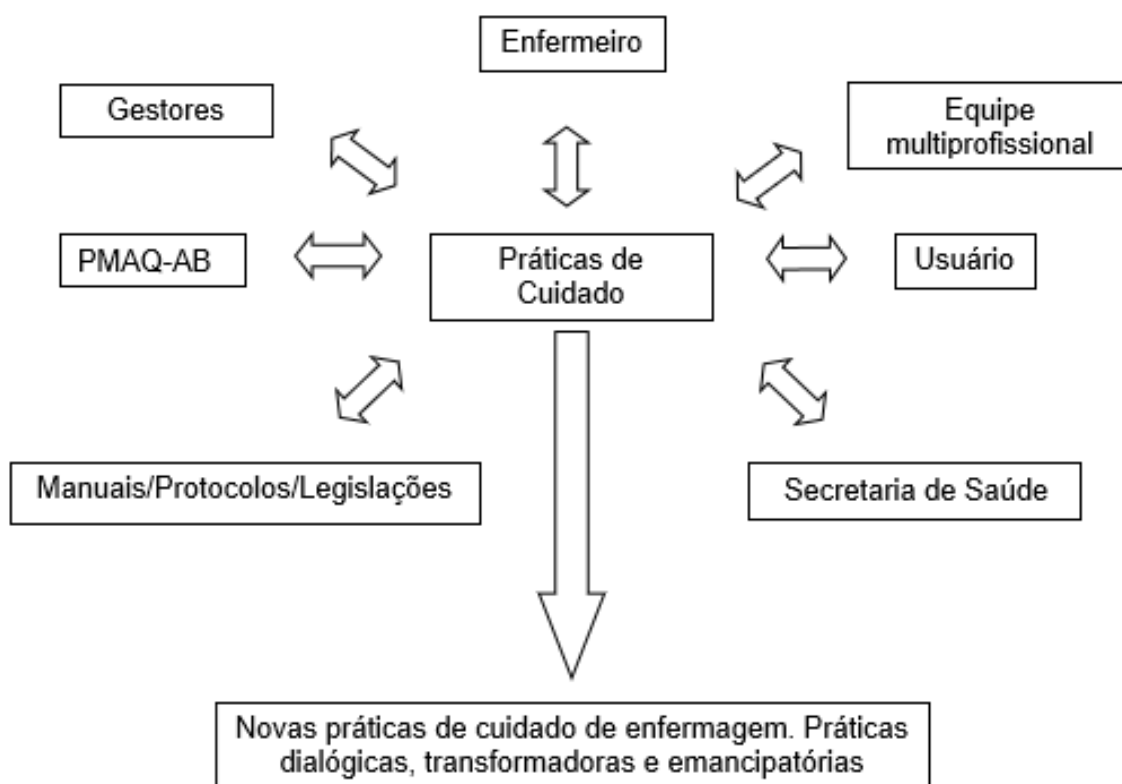 Enfermeiro
Gestores
Equipe
multiprofissional
PMAQ-AB
Práticas de
Cuidado
Usuário
Manuais/Protocolos/Legislações
Secretaria de Saúde
Novas práticas de cuidado de enfermagem. Práticas
dialógicas, transformadoras e emancipatórias